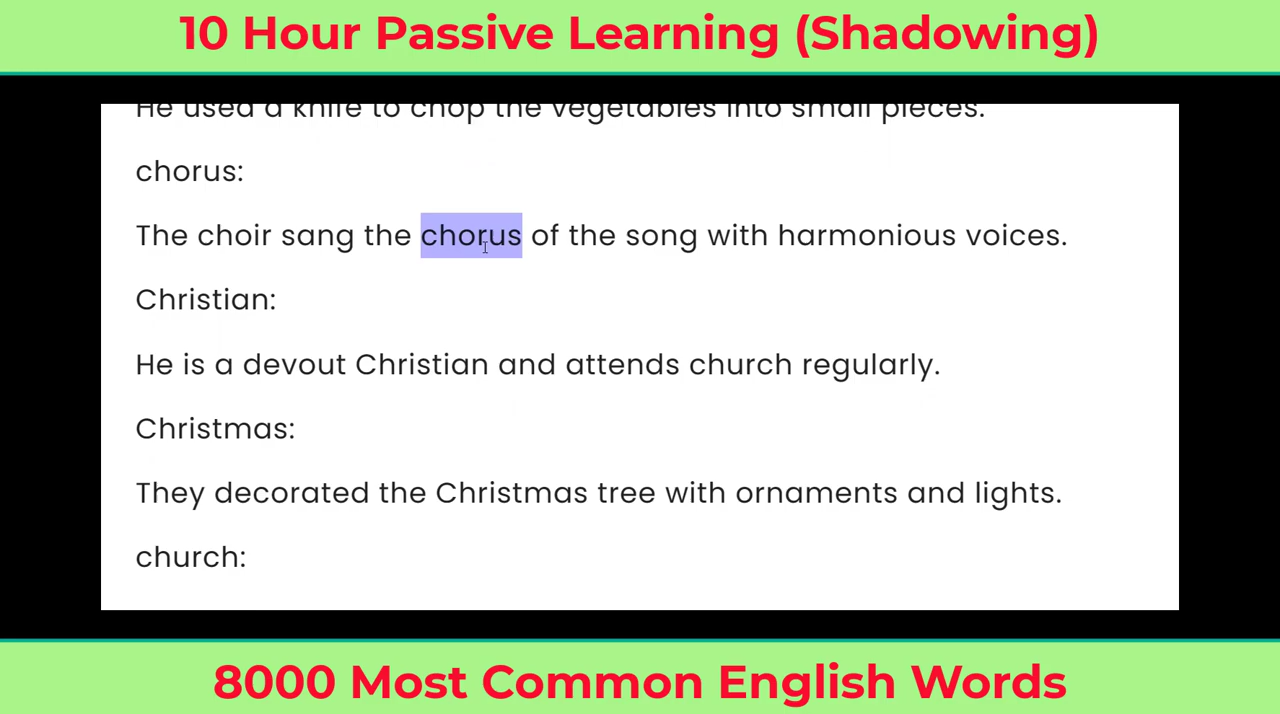 10 Hour Passive Learning (Shadowing)
He used a knife to chop the vegetables into small pieces.
chorus:
The choir sang the chorus of the song with harmonious voices.
Christian:
He is a devout Christian and attends church regularly.
Christmas:
They decorated the Christmas tree with ornaments and lights.
church:
8000 Most Common English Words